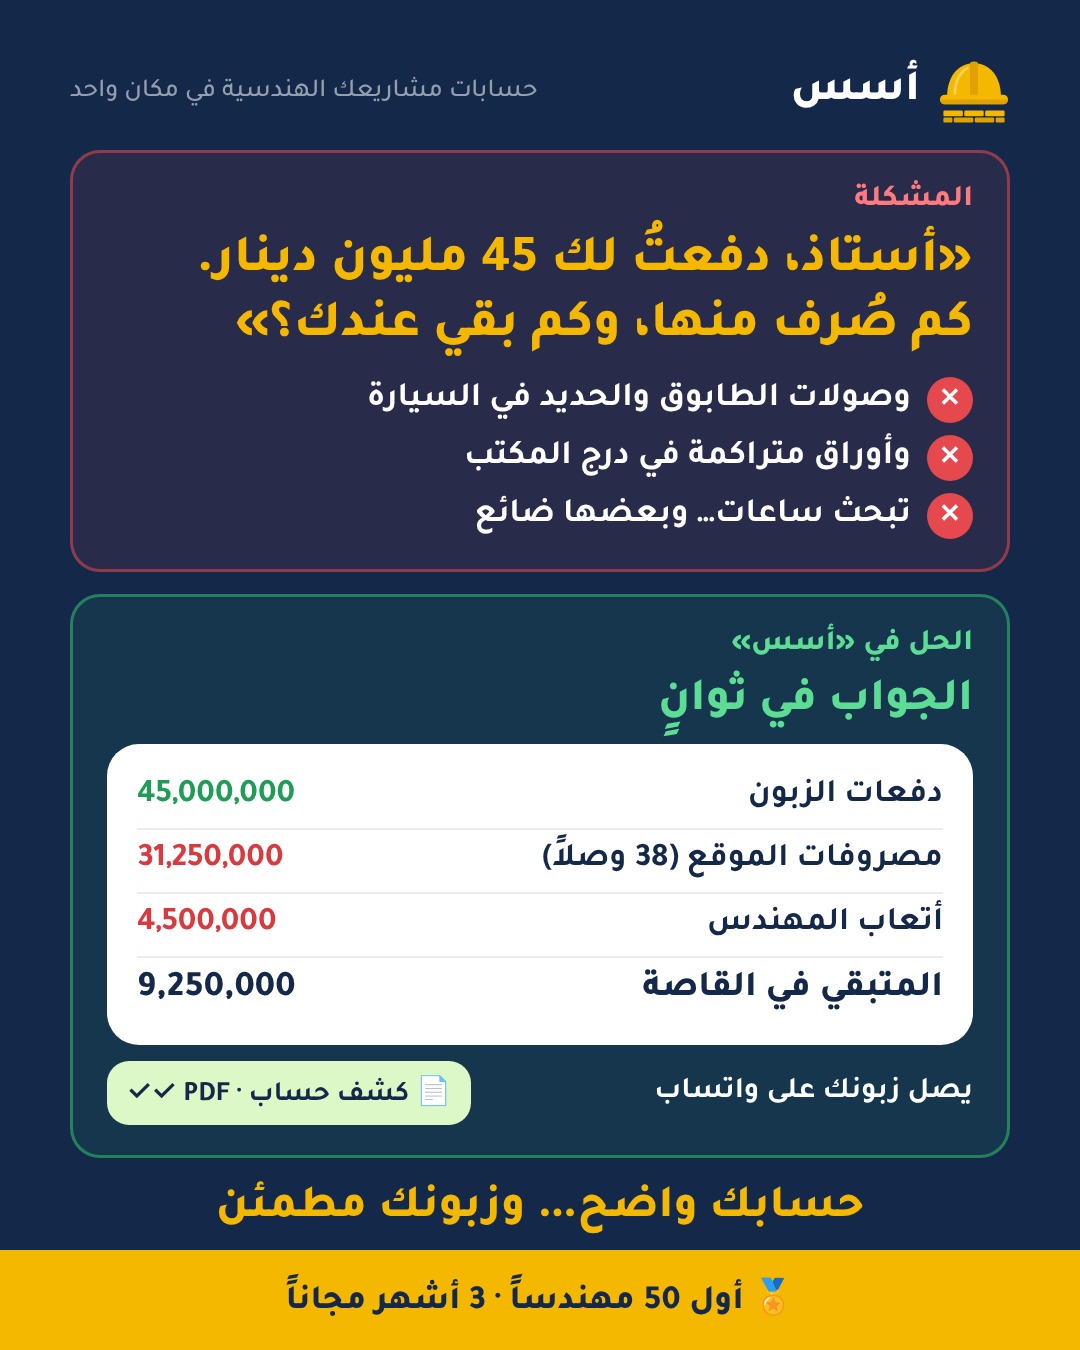 أسس
حسابات مشاريعك الهندسية في مكان واحد
المشكلة
«أستاذ، دفعتُ لك 45 مليون دينار.
كم صُرف منها، وكم بقي عندك؟»
وصولات الطابوق والحديد في السيارة
وأوراق متراكمة في درج المكتب
تبحث ساعات… وبعضها ضائع
الحل في «أسس»
الجواب في ثوانٍ
دفعات الزبون 45,000,000
مصروفات الموقع (38 وصلاً) 31,250,000
أتعاب المهندس 4,500,000
المتبقي في القاصة 9,250,000
يصل زبونك على واتساب
📄 كشف حساب · PDF ✓✓
حسابك واضح… وزبونك مطمئن
🏅 أول 50 مهندساً · 3 أشهر مجاناً